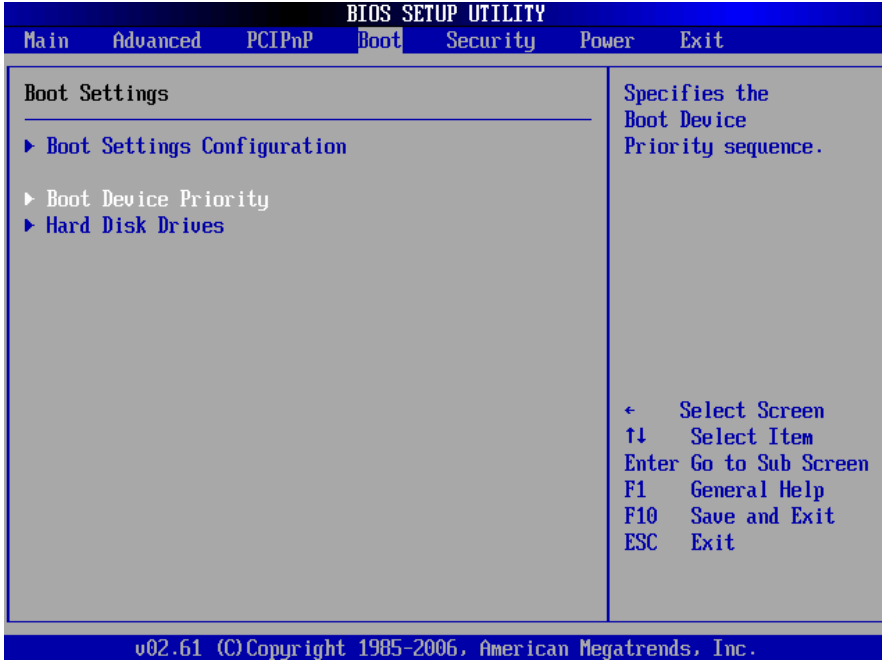 BIOS SETUP UTILITY
Main Advanced PCIPnP Boot Security Power Exit
Boot Settings
▶ Boot Settings Configuration
▶ Boot Device Priority
▶ Hard Disk Drives
Specifies the
Boot Device
Priority sequence.
← Select Screen
↑↓ Select Item
Enter Go to Sub Screen
F1 General Help
F10 Save and Exit
ESC Exit
v02.61 (C)Copyright 1985-2006, American Megatrends, Inc.